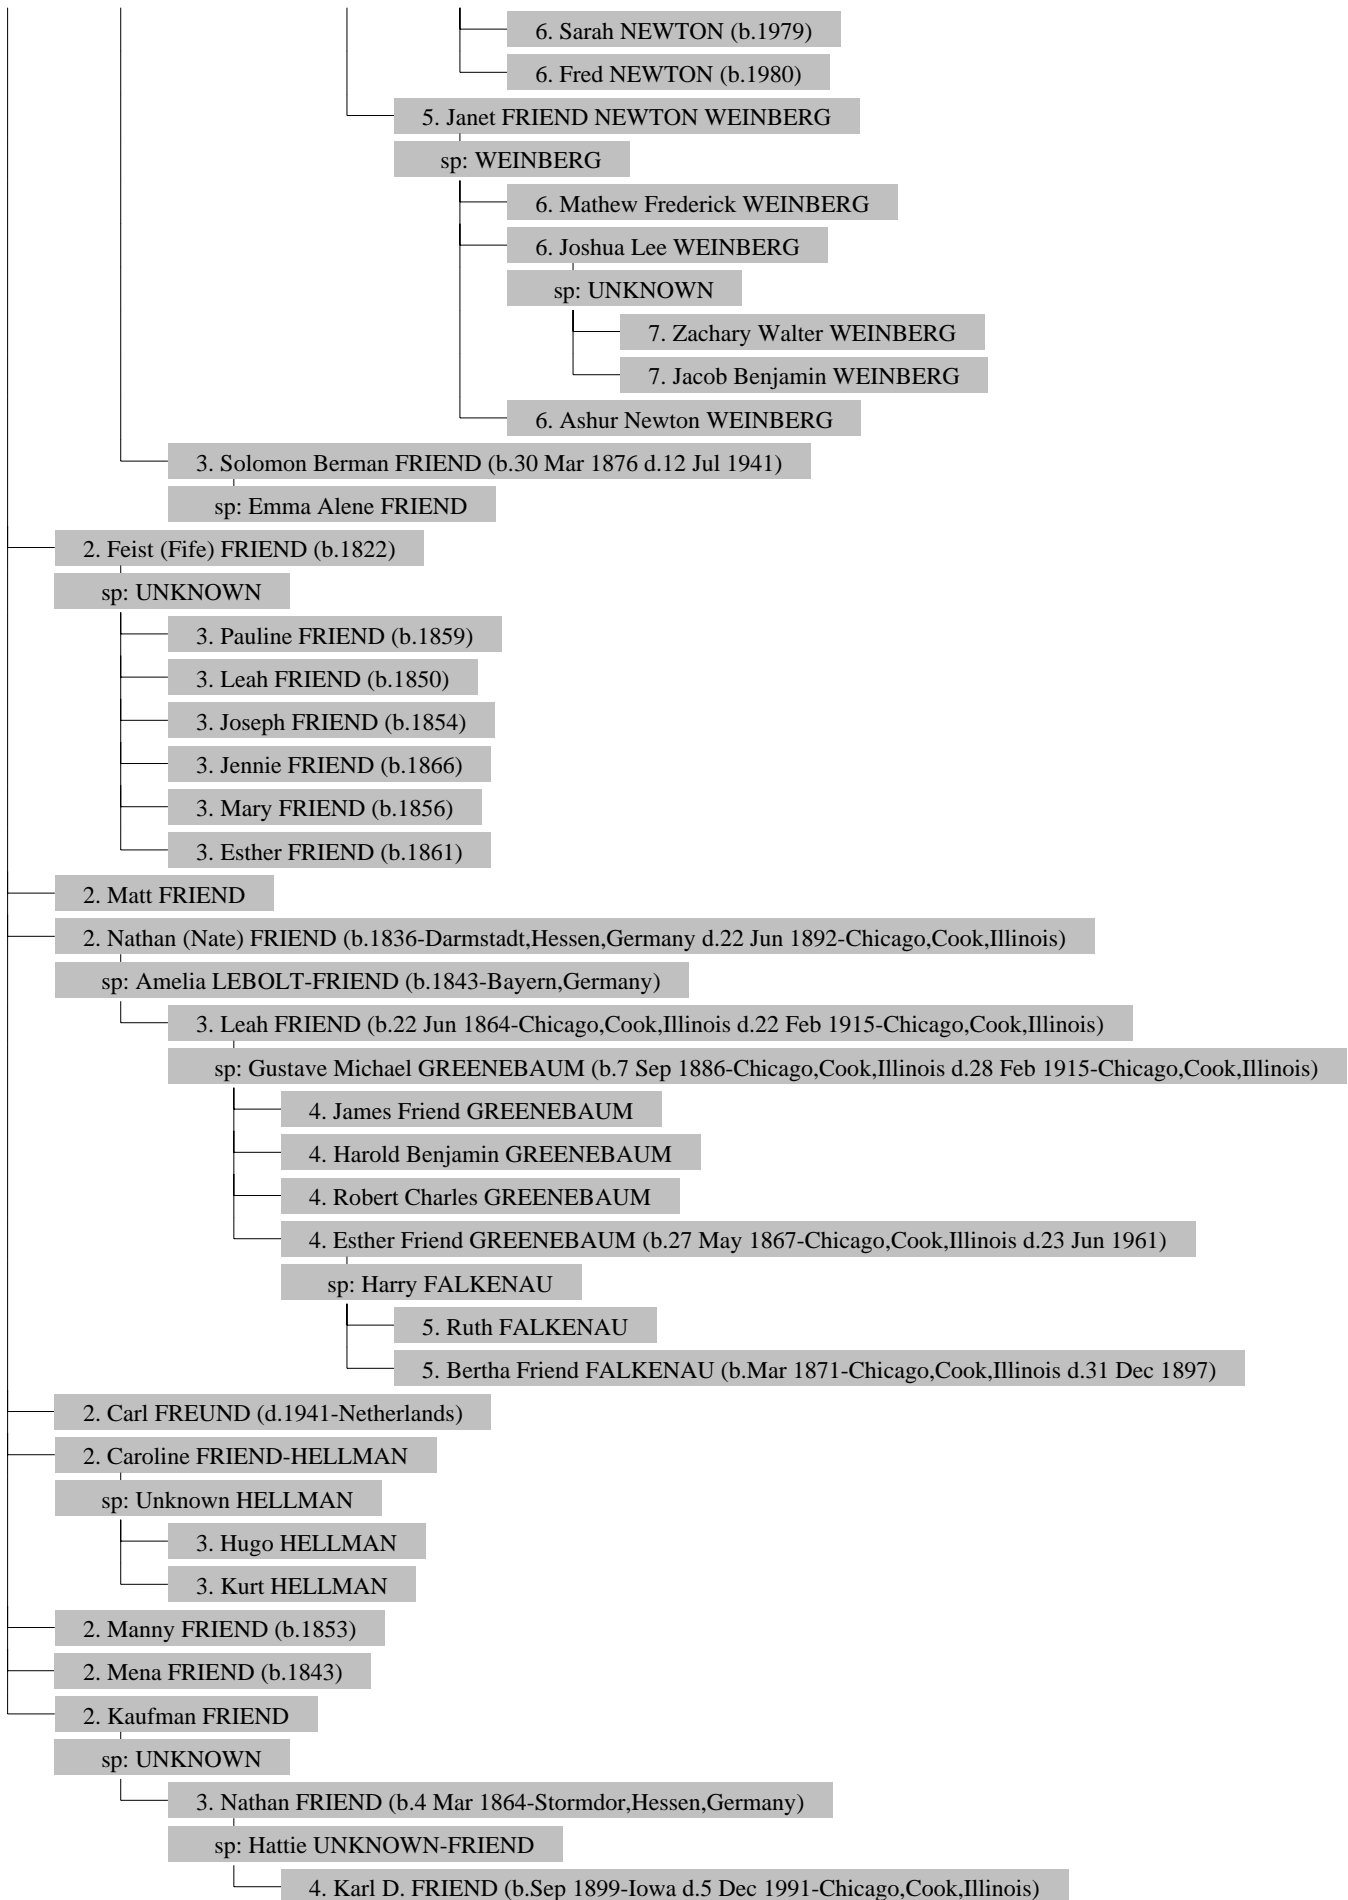 6. Sarah NEWTON (b.1979)
6. Fred NEWTON (b.1980)
5. Janet FRIEND NEWTON WEINBERG
sp: WEINBERG
6. Mathew Frederick WEINBERG
6. Joshua Lee WEINBERG
sp: UNKNOWN
7. Zachary Walter WEINBERG
7. Jacob Benjamin WEINBERG
6. Ashur Newton WEINBERG
3. Solomon Berman FRIEND (b.30 Mar 1876 d.12 Jul 1941)
sp: Emma Alene FRIEND
2. Feist (Fife) FRIEND (b.1822)
sp: UNKNOWN
3. Pauline FRIEND (b.1859)
3. Leah FRIEND (b.1850)
3. Joseph FRIEND (b.1854)
3. Jennie FRIEND (b.1866)
3. Mary FRIEND (b.1856)
3. Esther FRIEND (b.1861)
2. Matt FRIEND
2. Nathan (Nate) FRIEND (b.1836-Darmstadt,Hessen,Germany d.22 Jun 1892-Chicago,Cook,Illinois)
sp: Amelia LEBOLT-FRIEND (b.1843-Bayern,Germany)
3. Leah FRIEND (b.22 Jun 1864-Chicago,Cook,Illinois d.22 Feb 1915-Chicago,Cook,Illinois)
sp: Gustave Michael GREENEBAUM (b.7 Sep 1886-Chicago,Cook,Illinois d.28 Feb 1915-Chicago,Cook,Illinois)
4. James Friend GREENEBAUM
4. Harold Benjamin GREENEBAUM
4. Robert Charles GREENEBAUM
4. Esther Friend GREENEBAUM (b.27 May 1867-Chicago,Cook,Illinois d.23 Jun 1961)
sp: Harry FALKENAU
5. Ruth FALKENAU
5. Bertha Friend FALKENAU (b.Mar 1871-Chicago,Cook,Illinois d.31 Dec 1897)
2. Carl FREUND (d.1941-Netherlands)
2. Caroline FRIEND-HELLMAN
sp: Unknown HELLMAN
3. Hugo HELLMAN
3. Kurt HELLMAN
2. Manny FRIEND (b.1853)
2. Mena FRIEND (b.1843)
2. Kaufman FRIEND
sp: UNKNOWN
3. Nathan FRIEND (b.4 Mar 1864-Stormdor,Hessen,Germany)
sp: Hattie UNKNOWN-FRIEND
4. Karl D. FRIEND (b.Sep 1899-Iowa d.5 Dec 1991-Chicago,Cook,Illinois)